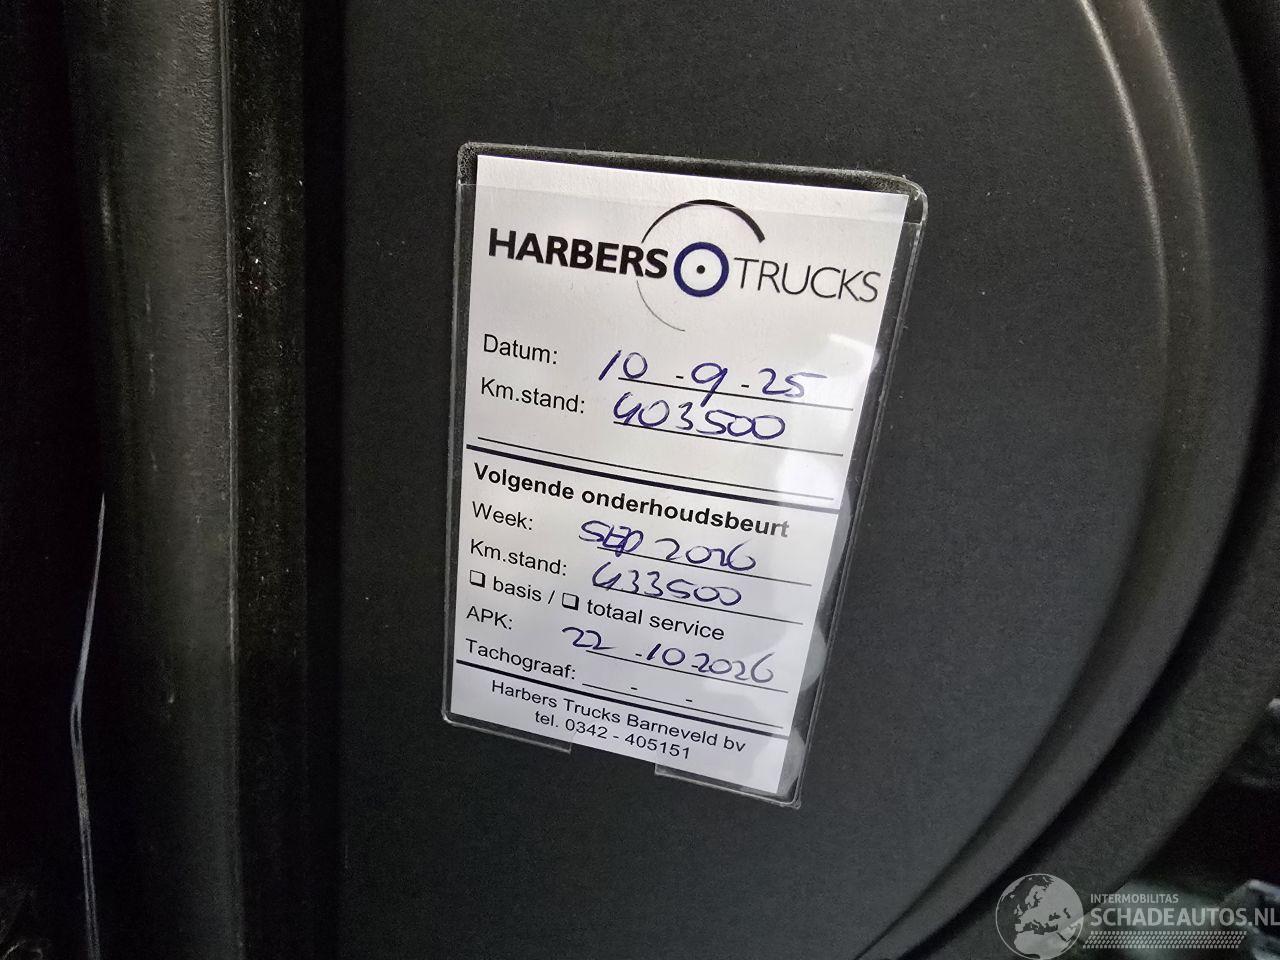 HARBERS TRUCKS
Datum: 10-9-25
Km.stand: 403500
Volgende onderhoudsbeurt
Week: SEP 2026
Km.stand: 433500
❑ basis / ❑ totaal service
APK: 22-10-2026
Tachograaf: - -
Harbers Trucks Barneveld bv
tel. 0342 - 405151
INTERMOBILITAS
SCHADEAUTOS.NL